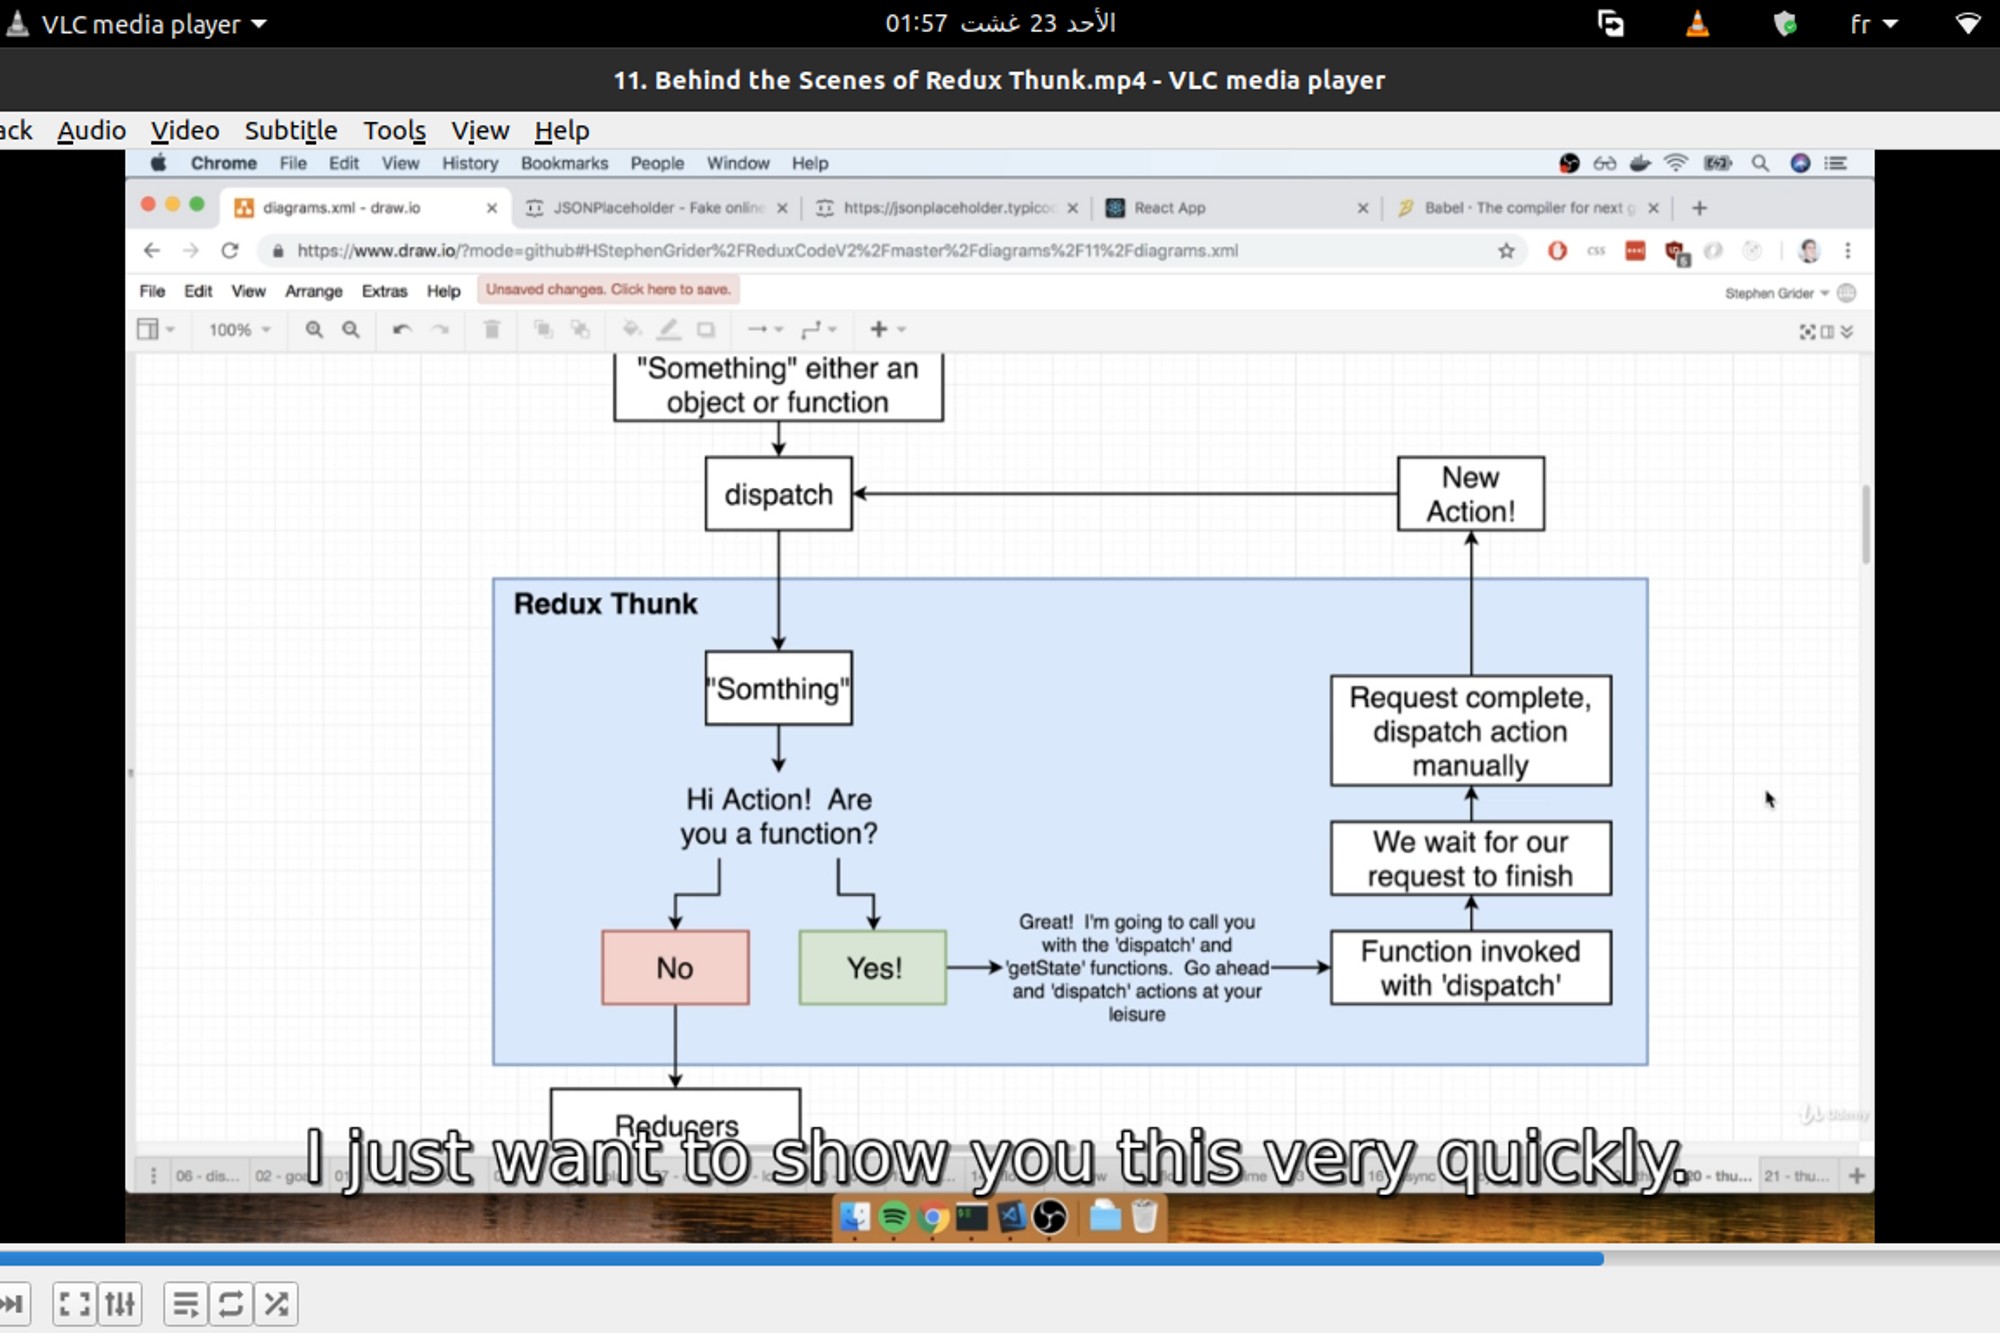 VLC media player
الأحد 23 غشت 01:57
fr
11. Behind the Scenes of Redux Thunk.mp4 - VLC media player
ack Audio Video Subtitle Tools View Help
Chrome File Edit View History Bookmarks People Window Help
diagrams.xml - draw.io
JSONPlaceholder - Fake online
https://jsonplaceholder.typico
React App
Babel · The compiler for next g
https://www.draw.io/?mode=github#HStephenGrider%2FReduxCodeV2%2Fmaster%2Fdiagrams%2F11%2Fdiagrams.xml
css
5
File Edit View Arrange Extras Help
Unsaved changes. Click here to save.
Stephen Grider
100%
"Something" either an
object or function
dispatch
New
Action!
Redux Thunk
"Somthing"
Hi Action! Are
you a function?
No
Yes!
Great! I'm going to call you
with the 'dispatch' and
'getState' functions. Go ahead
and 'dispatch' actions at your
leisure
Request complete,
dispatch action
manually
We wait for our
request to finish
Function invoked
with 'dispatch'
Reducers
Udemy
I just want to show you this very quickly.
06 - dis...
02 - goa
20 - thu...
21 - thu...